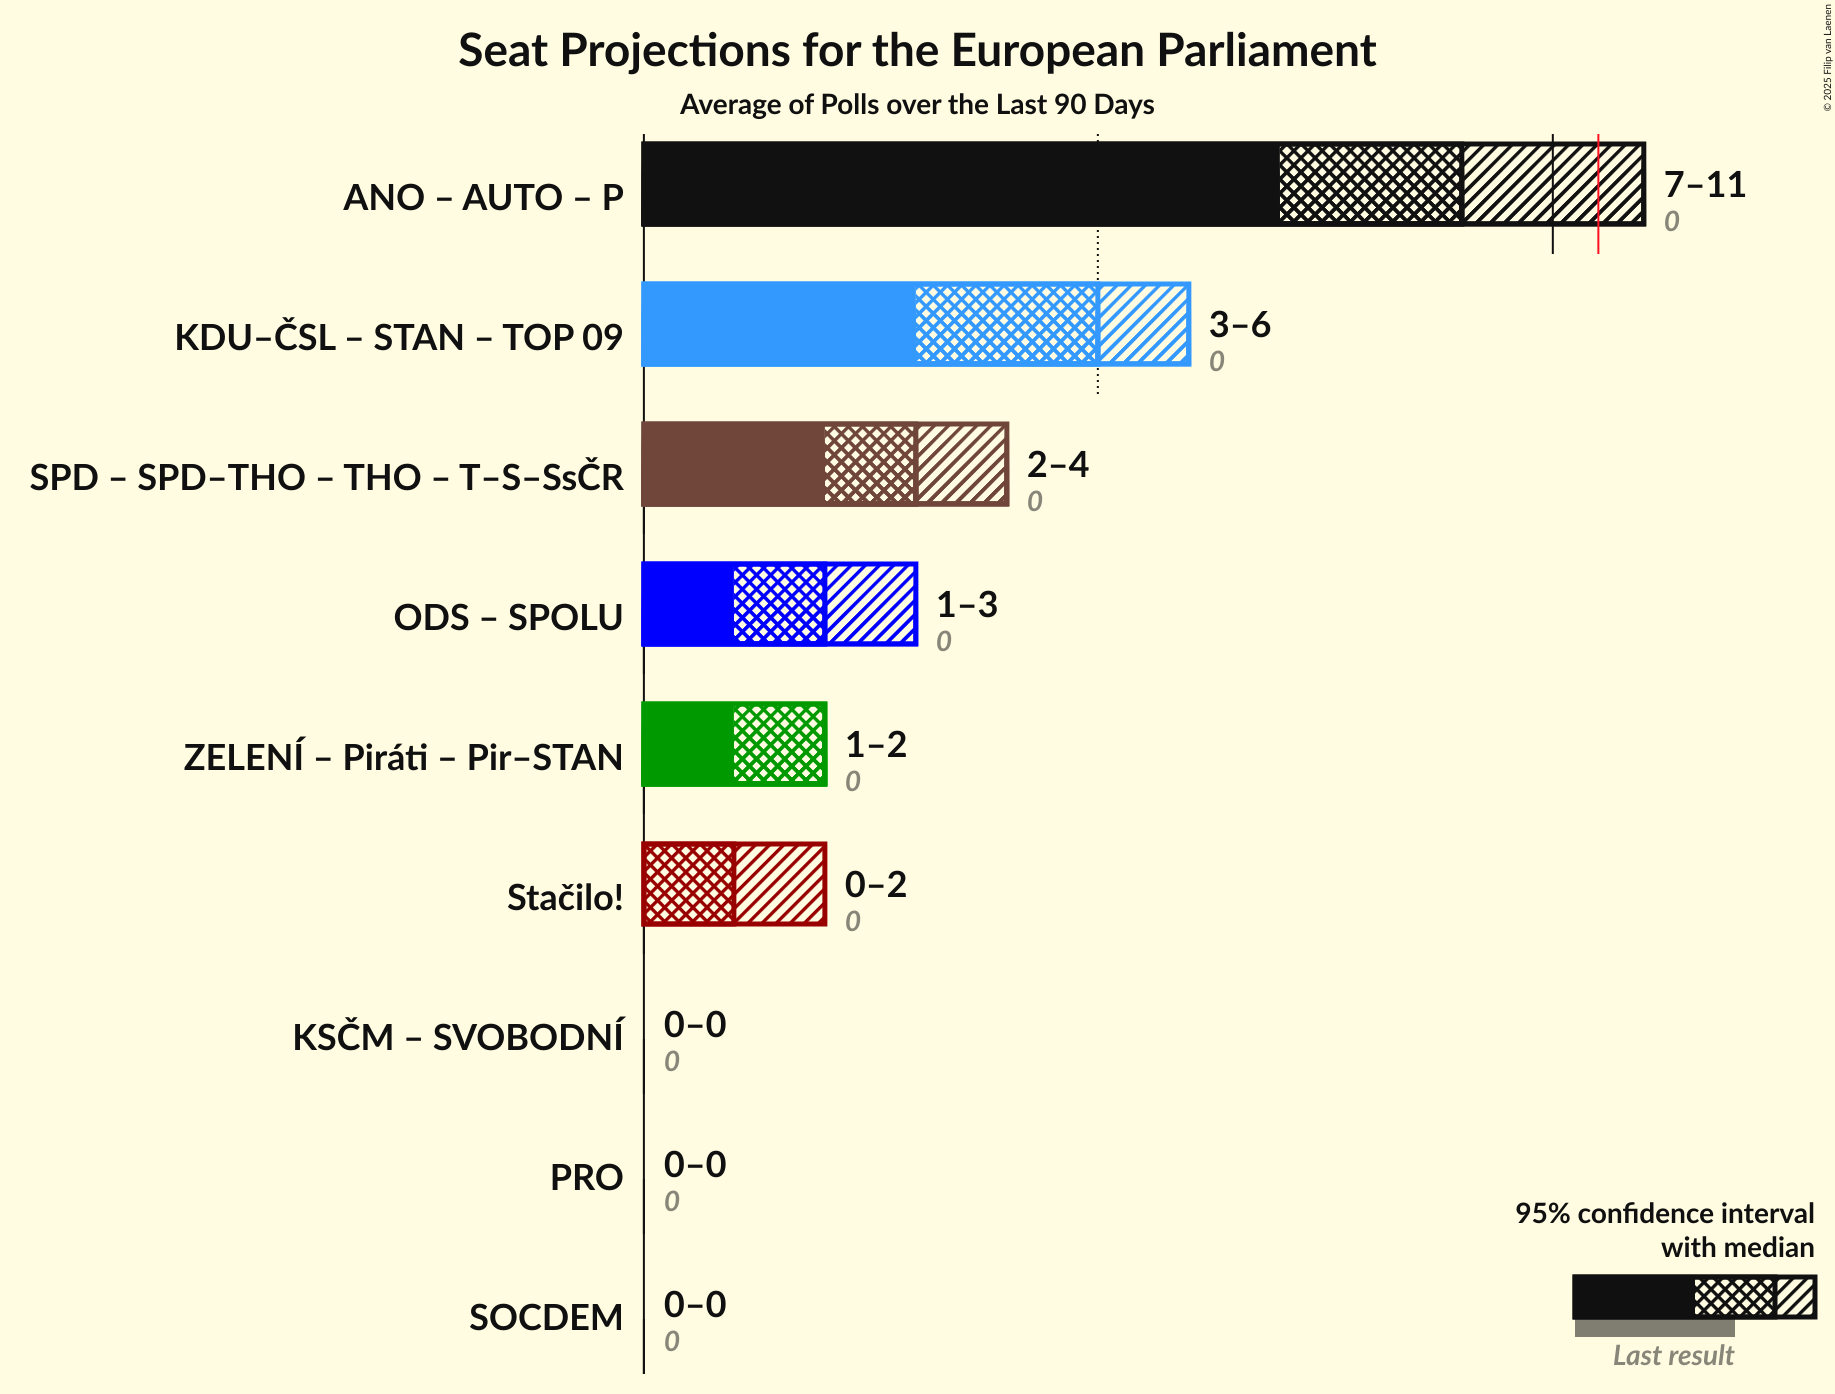 Seat Projections for the European Parliament
Average of Polls over the Last 90 Days
© 2025 Filip van Laenen
ANO – AUTO – P
7–11
0
KDU–ČSL – STAN – TOP 09
3–6
0
SPD – SPD–THO – THO – T–S–SsČR
2–4
0
ODS – SPOLU
1–3
0
ZELENÍ – Piráti – Pir–STAN
1–2
0
Stačilo!
0–2
0
KSČM – SVOBODNÍ
0–0
0
PRO
0–0
0
SOCDEM
0–0
0
95% confidence interval
with median
Last result